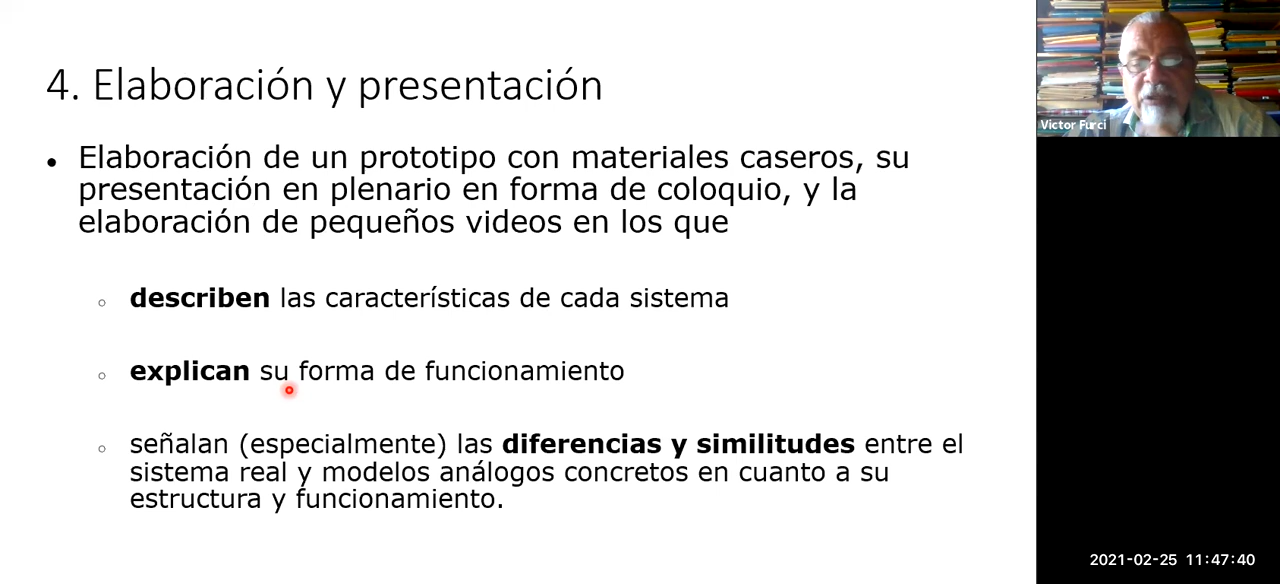 4. Elaboración y presentación
• Elaboración de un prototipo con materiales caseros, su
presentación en plenario en forma de coloquio, y la
elaboración de pequeños videos en los que
○ describen las características de cada sistema
○ explican su forma de funcionamiento
○ señalan (especialmente) las diferencias y similitudes entre el
sistema real y modelos análogos concretos en cuanto a su
estructura y funcionamiento.
Victor Furci
2021-02-25 11:47:40